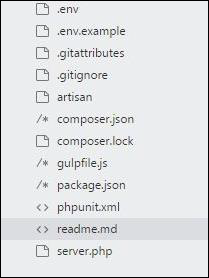 .env
.env.example
.gitattributes
.gitignore
artisan
/* composer.json
composer.lock
/* gulpfile.js
/* package.json
<> phpunit.xml
<> readme.md
server.php